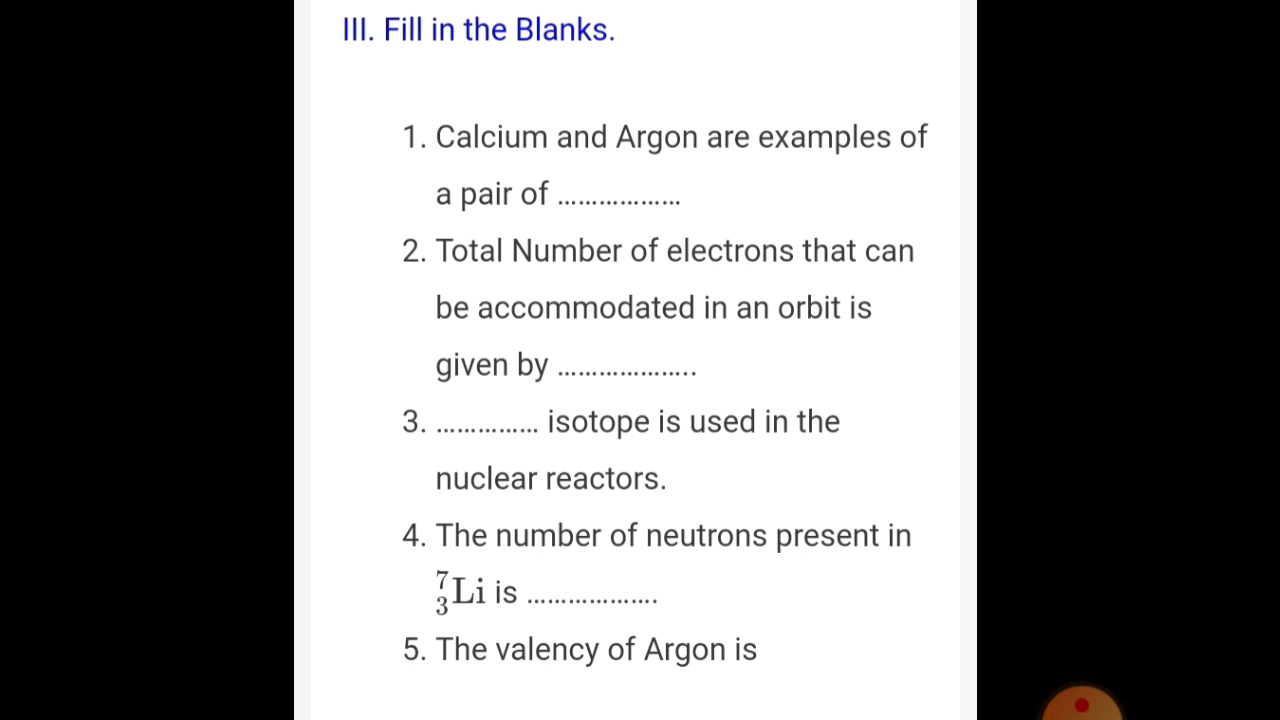 III. Fill in the Blanks.
1. Calcium and Argon are examples of
a pair of ………………
2. Total Number of electrons that can
be accommodated in an orbit is
given by ………………..
3. …………… isotope is used in the
nuclear reactors.
4. The number of neutrons present in
⁷₃Li is ……………….
5. The valency of Argon is